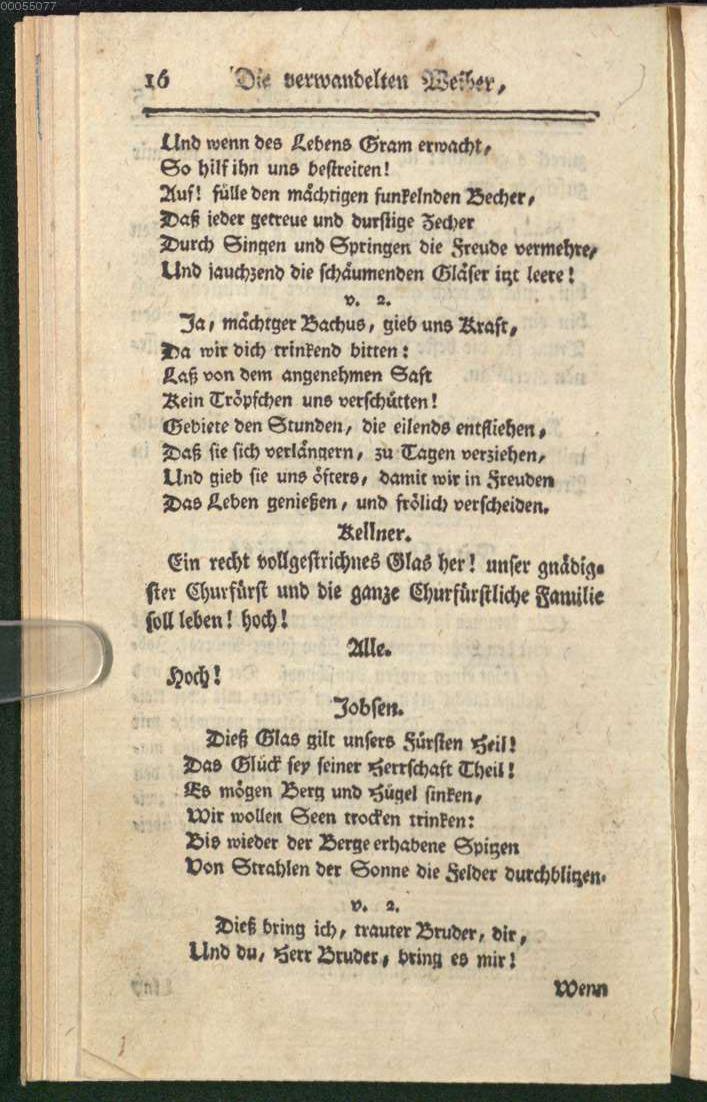 00055077
16 Die verwandelten Weiber,
Und wenn des Lebens Gram erwacht,
So hilf ihn uns bestreiten!
Auf! fülle den mächtigen funkelnden Becher,
Daß jeder getreue und durstige Zecher
Durch Singen und Springen die Freude vermehre,
Und jauchzend die schäumenden Gläser itzt leere!
v. 2.
Ja, mächtger Bachus, gieb uns Kraft,
Da wir dich trinkend bitten:
Laß von dem angenehmen Saft
Kein Tröpfchen uns verschütten!
Gebiete den Stunden, die eilends entfliehen,
Daß sie sich verlängern, zu Tagen verziehen,
Und gieb sie uns öfters, damit wir in Freuden
Das Leben genießen, und frölich verscheiden.
Kellner.
Ein recht vollgestrichnes Glas her! unser gnädig-
ster Churfürst und die ganze Churfürstliche Familie
soll leben! hoch!
Alle.
Hoch!
Jobsen.
Dieß Glas gilt unsers Fürsten Heil!
Das Glück sey seiner Herrschaft Theil!
Es mögen Berg und Hügel sinken,
Wir wollen Seen trocken trinken:
Bis wieder der Berge erhabene Spitzen
Von Strahlen der Sonne die Felder durchblitzen.
v. 2.
Dieß bring ich, trauter Bruder, dir,
Und du, Herr Bruder, bring es mir!
Wenn